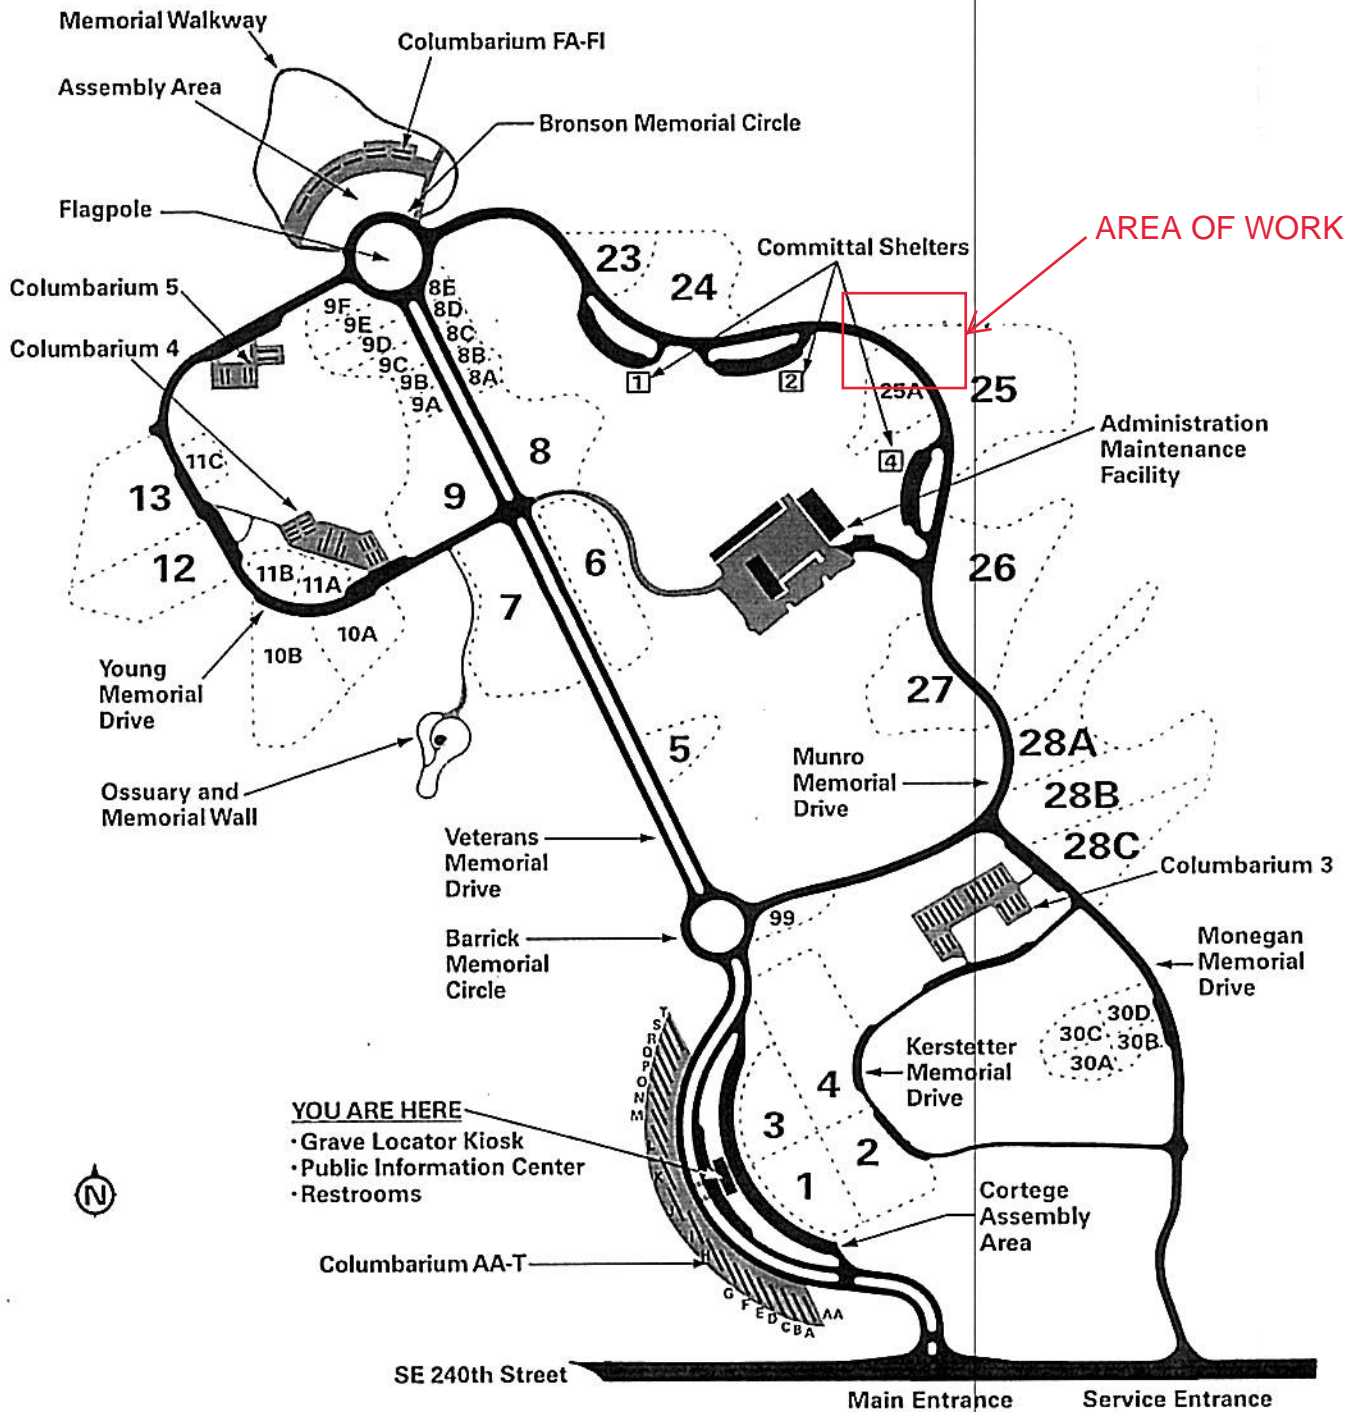 Memorial Walkway
Columbarium FA-FI
Assembly Area
Bronson Memorial Circle
Flagpole
AREA OF WORK
23
24
Committal Shelters
Columbarium 5
Columbarium 4
9F
9E
9D
9C
9B
9A
8E
8D
8C
8B
8A
1
2
25A
25
4
Administration
Maintenance
Facility
8
9
11C
13
12
11B
11A
10A
10B
6
7
26
27
Young
Memorial
Drive
Ossuary and
Memorial Wall
5
28A
28B
28C
Munro
Memorial
Drive
Veterans
Memorial
Drive
Columbarium 3
99
Barrick
Memorial
Circle
Monegan
Memorial
Drive
30D
30C
30B
30A
Kerstetter
Memorial
Drive
4
3
2
1
T
S
R
Q
P
O
N
M
L
K
J
I
H
G
F
E
D
C
B
A
AA
YOU ARE HERE
·Grave Locator Kiosk
·Public Information Center
·Restrooms
N
Cortege
Assembly
Area
Columbarium AA-T
SE 240th Street
Main Entrance
Service Entrance